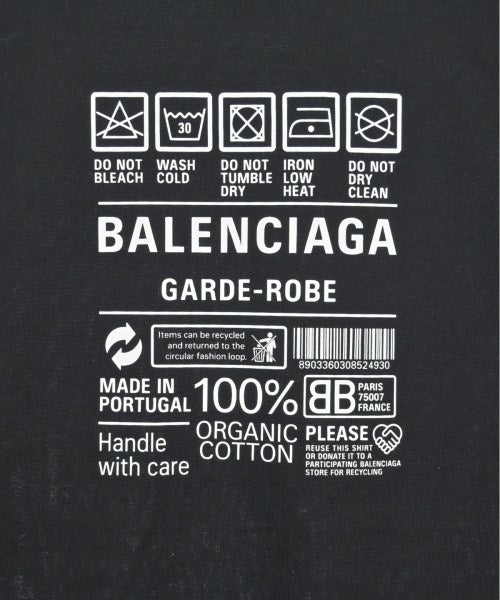 30
DO NOT
BLEACH
WASH
COLD
DO NOT
TUMBLE
DRY
IRON
LOW
HEAT
DO NOT
DRY
CLEAN
BALENCIAGA
GARDE-ROBE
Items can be recycled
and returned to the
circular fashion loop.
8903360308524930
MADE IN
PORTUGAL
100%
ORGANIC
COTTON
BB
PARIS
75007
FRANCE
Handle
with care
PLEASE
REUSE THIS SHIRT
OR DONATE IT TO A
PARTICIPATING BALENCIAGA
STORE FOR RECYCLING